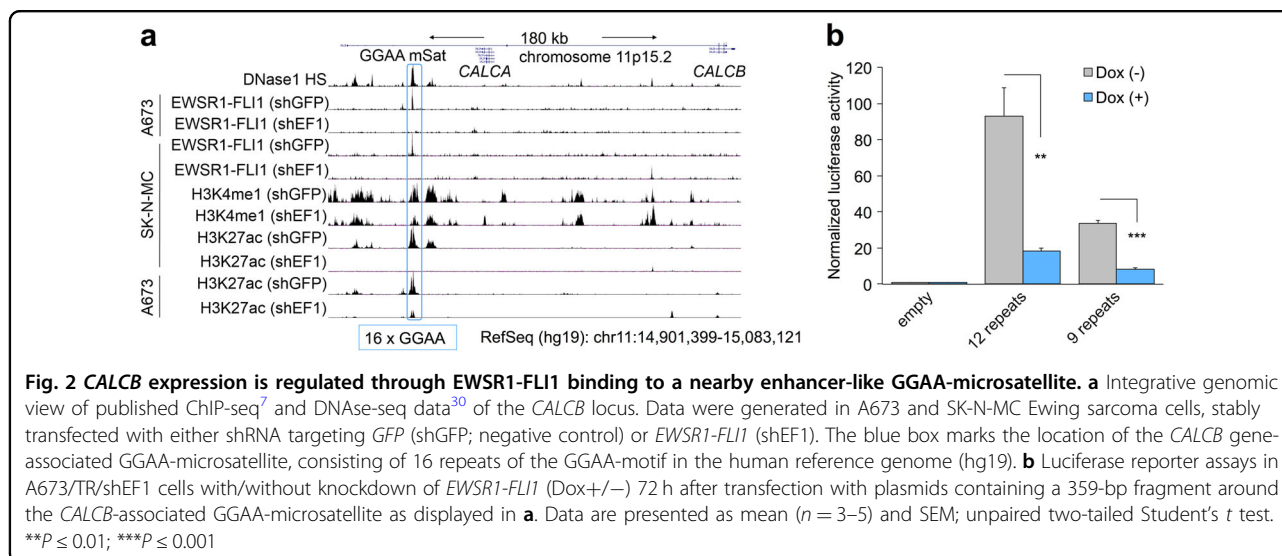 a
180 kb
GGAA mSat
chromosome 11p15.2
CALCA
CALCB
DNase1 HS
A673
EWSR1-FLI1 (shGFP)
EWSR1-FLI1 (shEF1)
SK-N-MC
EWSR1-FLI1 (shGFP)
EWSR1-FLI1 (shEF1)
H3K4me1 (shGFP)
H3K4me1 (shEF1)
H3K27ac (shGFP)
H3K27ac (shEF1)
A673
H3K27ac (shGFP)
H3K27ac (shEF1)
16 x GGAA
RefSeq (hg19): chr11:14,901,399-15,083,121
b
Normalized luciferase activity
120
100
80
60
40
20
0
Dox (-)
Dox (+)
**
***
empty
12 repeats
9 repeats
Fig. 2 CALCB expression is regulated through EWSR1-FLI1 binding to a nearby enhancer-like GGAA-microsatellite. a Integrative genomic
view of published ChIP-seq7 and DNAse-seq data30 of the CALCB locus. Data were generated in A673 and SK-N-MC Ewing sarcoma cells, stably
transfected with either shRNA targeting GFP (shGFP; negative control) or EWSR1-FLI1 (shEF1). The blue box marks the location of the CALCB gene-
associated GGAA-microsatellite, consisting of 16 repeats of the GGAA-motif in the human reference genome (hg19). b Luciferase reporter assays in
A673/TR/shEF1 cells with/without knockdown of EWSR1-FLI1 (Dox+/−) 72 h after transfection with plasmids containing a 359-bp fragment around
the CALCB-associated GGAA-microsatellite as displayed in a. Data are presented as mean (n = 3–5) and SEM; unpaired two-tailed Student's t test.
**P ≤ 0.01; ***P ≤ 0.001